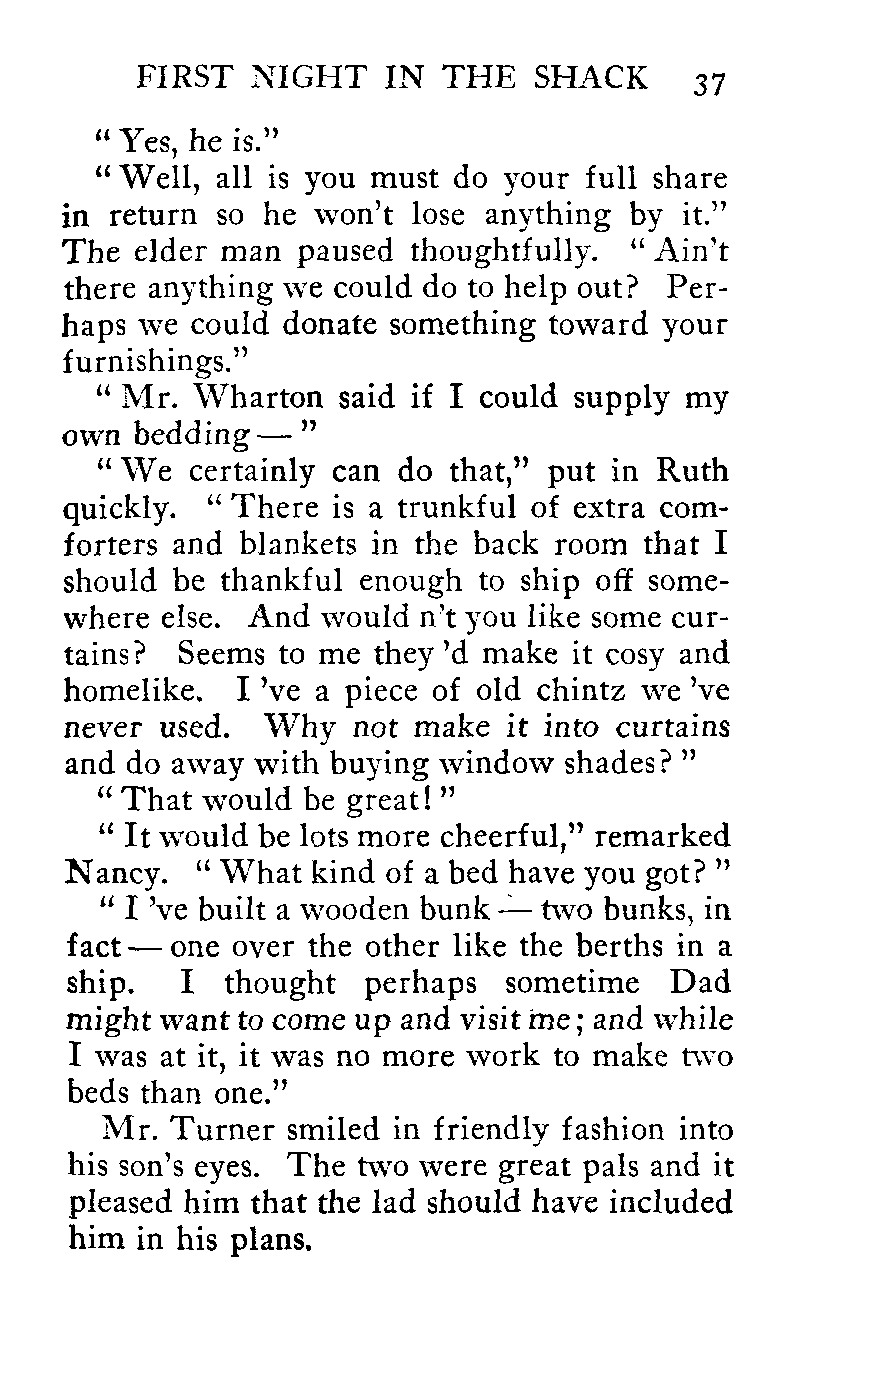 FIRST NIGHT IN THE SHACK 37
“ Yes, he is.”
“ Well, all is you must do your full share
in return so he won’t lose anything by it.”
The elder man paused thoughtfully. “ Ain’t
there anything we could do to help out? Per-
haps we could donate something toward your
furnishings.”
“ Mr. Wharton said if I could supply my
own bedding — ”
“ We certainly can do that,” put in Ruth
quickly. “ There is a trunkful of extra com-
forters and blankets in the back room that I
should be thankful enough to ship off some-
where else. And would n’t you like some cur-
tains? Seems to me they ’d make it cosy and
homelike. I ’ve a piece of old chintz we ’ve
never used. Why not make it into curtains
and do away with buying window shades? ”
“ That would be great! ”
“ It would be lots more cheerful,” remarked
Nancy. “ What kind of a bed have you got? ”
“ I ’ve built a wooden bunk — two bunks, in
fact — one over the other like the berths in a
ship. I thought perhaps sometime Dad
might want to come up and visit me; and while
I was at it, it was no more work to make two
beds than one.”
Mr. Turner smiled in friendly fashion into
his son’s eyes. The two were great pals and it
pleased him that the lad should have included
him in his plans.